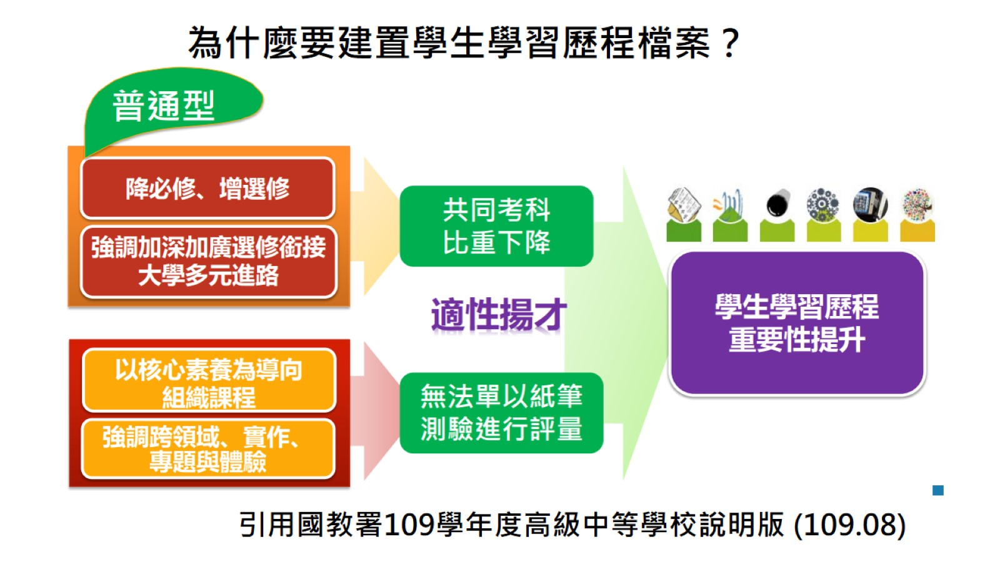 為什麼要建置學生學習歷程檔案？
普通型
降必修、增選修
強調加深加廣選修銜接
大學多元進路
共同考科
比重下降
適性揚才
學生學習歷程
重要性提升
以核心素養為導向
組織課程
強調跨領域、實作、
專題與體驗
無法單以紙筆
測驗進行評量
引用國教署109學年度高級中等學校說明版 (109.08)